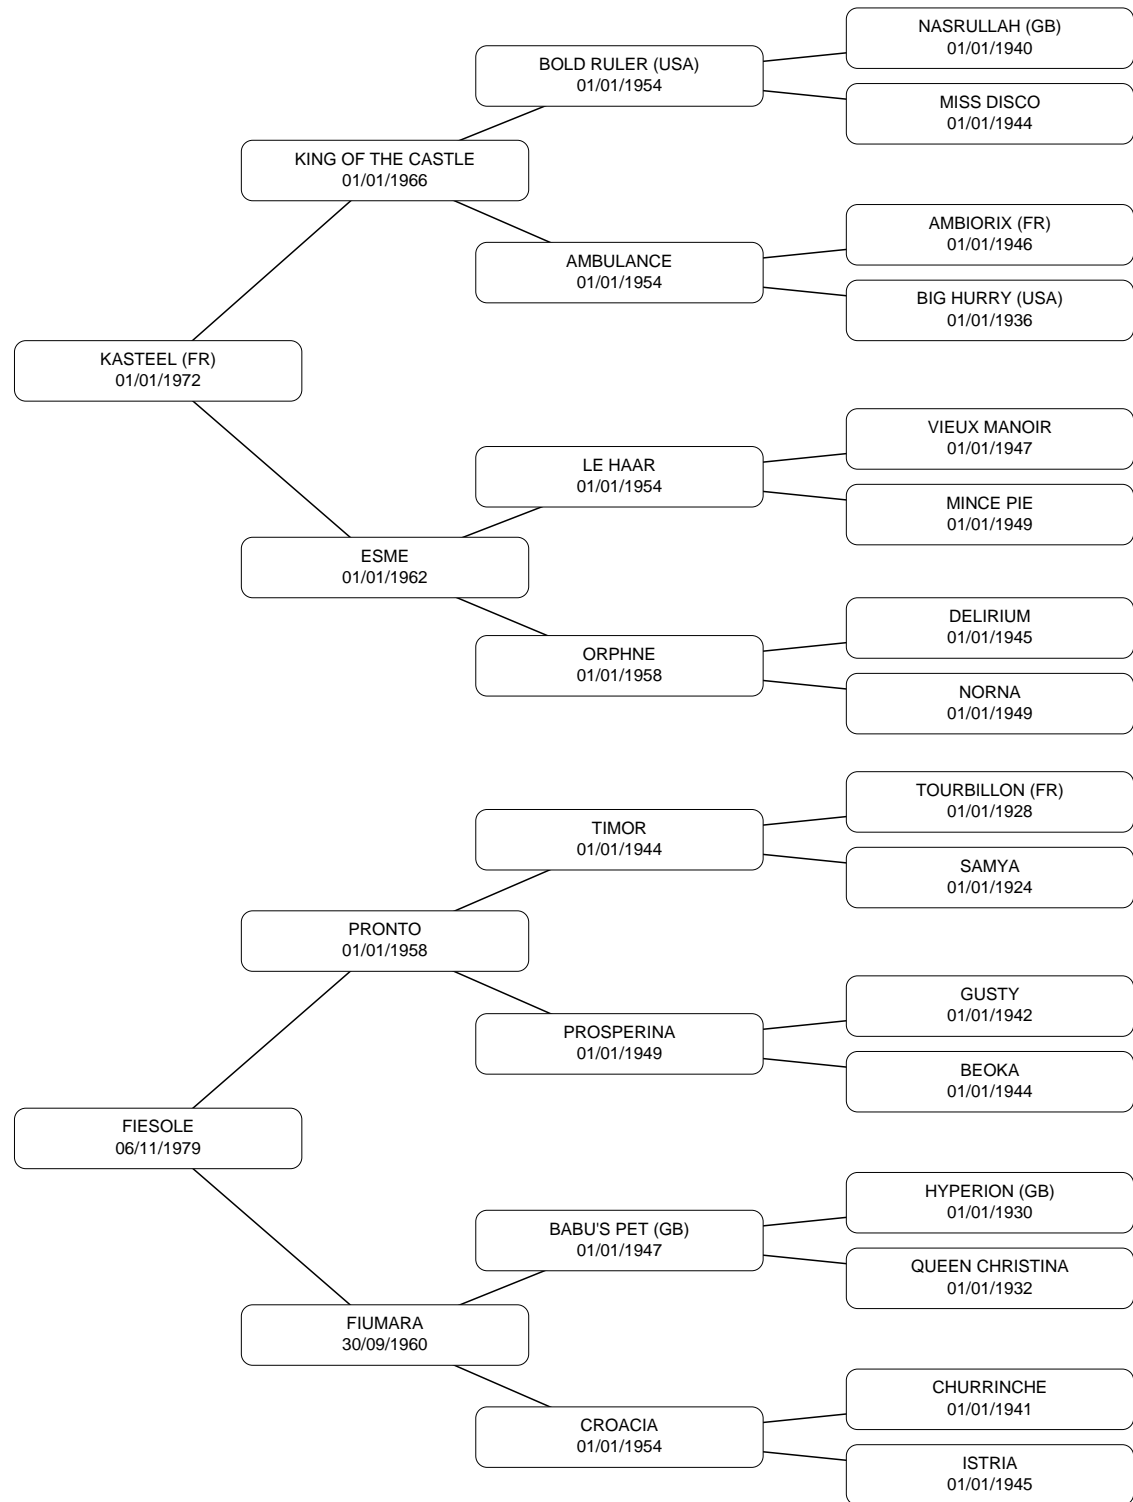 NASRULLAH (GB)
01/01/1940
BOLD RULER (USA)
01/01/1954
MISS DISCO
01/01/1944
KING OF THE CASTLE
01/01/1966
AMBIORIX (FR)
01/01/1946
AMBULANCE
01/01/1954
BIG HURRY (USA)
01/01/1936
KASTEEL (FR)
01/01/1972
VIEUX MANOIR
01/01/1947
LE HAAR
01/01/1954
MINCE PIE
01/01/1949
ESME
01/01/1962
DELIRIUM
01/01/1945
ORPHNE
01/01/1958
NORNA
01/01/1949
TOURBILLON (FR)
01/01/1928
TIMOR
01/01/1944
SAMYA
01/01/1924
PRONTO
01/01/1958
GUSTY
01/01/1942
PROSPERINA
01/01/1949
BEOKA
01/01/1944
FIESOLE
06/11/1979
HYPERION (GB)
01/01/1930
BABU'S PET (GB)
01/01/1947
QUEEN CHRISTINA
01/01/1932
FIUMARA
30/09/1960
CHURRINCHE
01/01/1941
CROACIA
01/01/1954
ISTRIA
01/01/1945